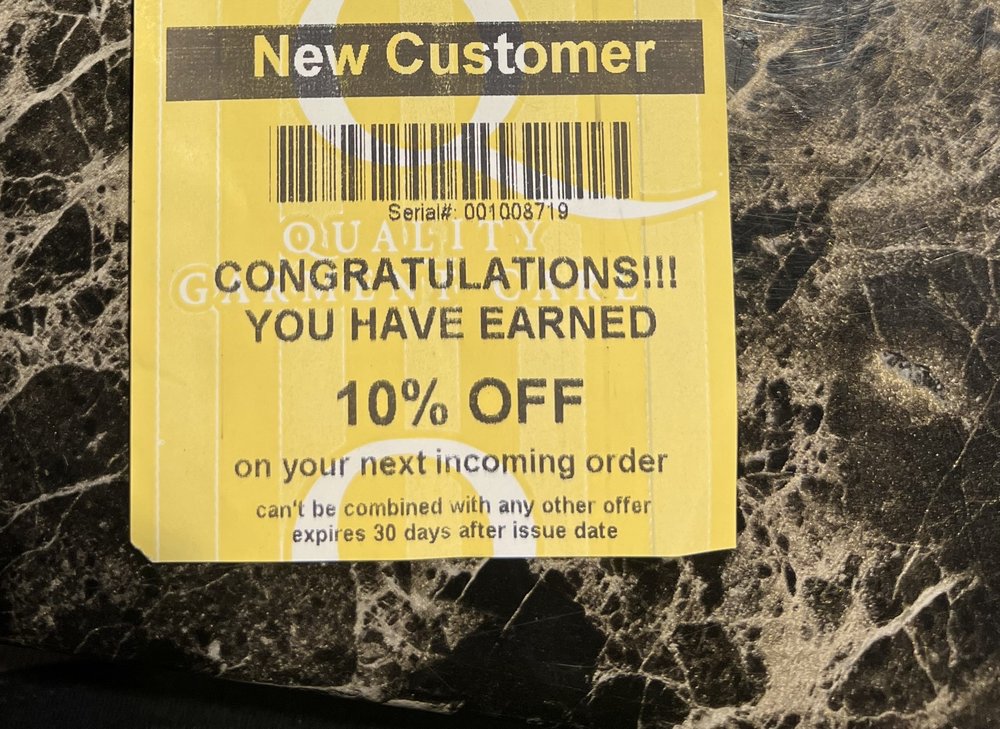 New Customer
Serial#: 001008719
QUALITY
GARMENT CARE
CONGRATULATIONS!!!
YOU HAVE EARNED
10% OFF
on your next incoming order
can't be combined with any other offer
expires 30 days after issue date